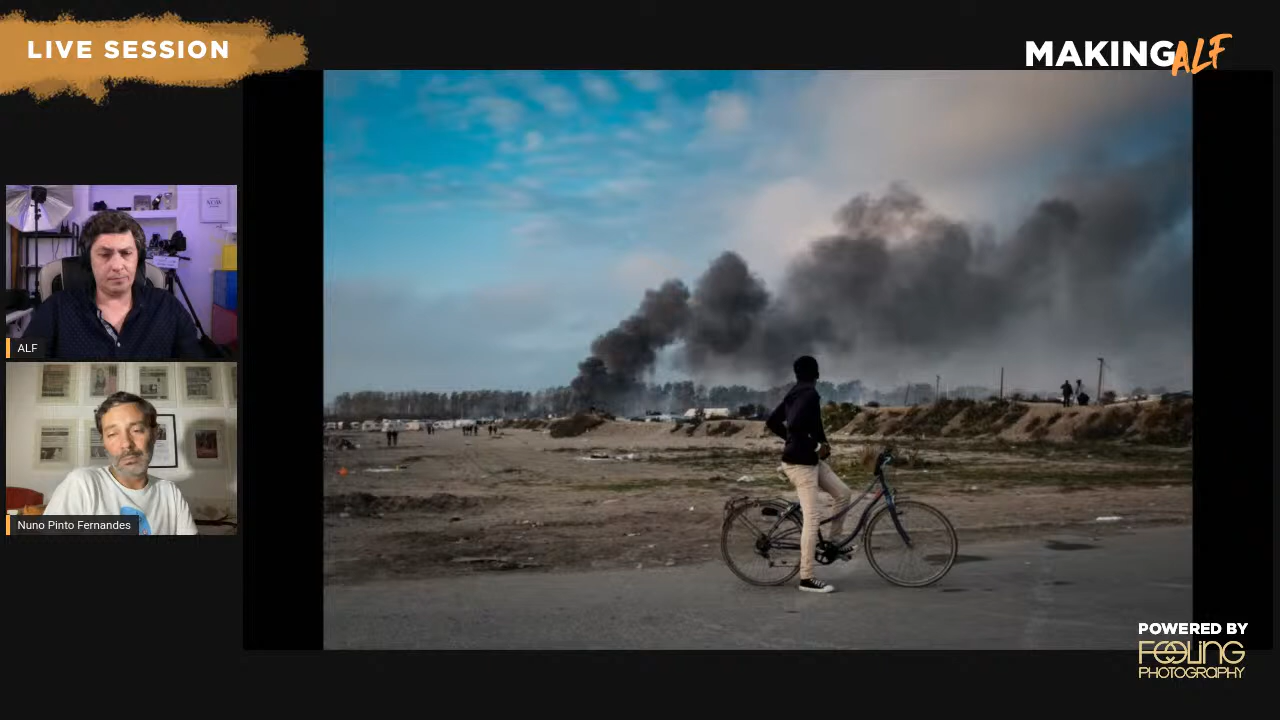 LIVE SESSION
MAKINGALF
ALF
Nuno Pinto Fernandes
POWERED BY
FEELING
PHOTOGRAPHY